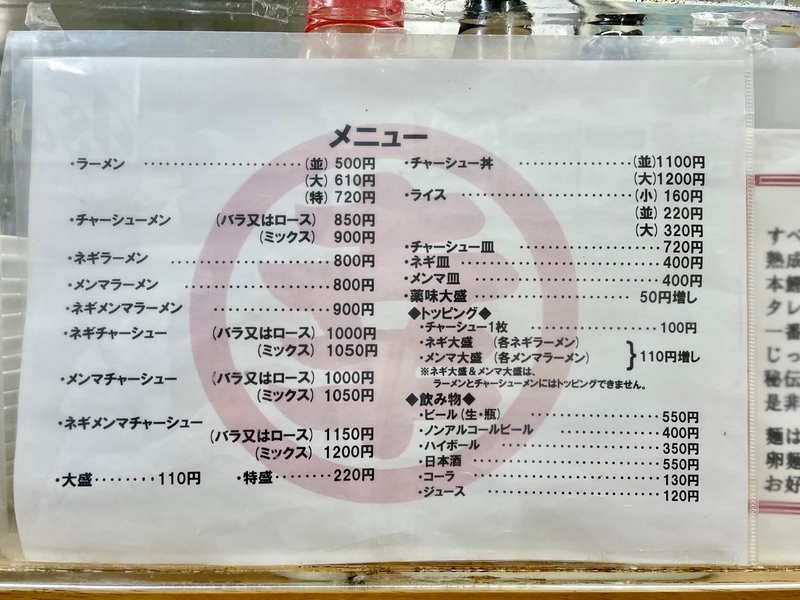 メニュー
・ラーメン ‥‥‥‥‥‥‥ (並) 500円
(大) 610円
(特) 720円
・チャーシューメン (バラ又はロース) 850円
(ミックス) 900円
・ネギラーメン ‥‥‥‥‥‥‥ 800円
・メンマラーメン ‥‥‥‥‥‥‥ 800円
・ネギメンマラーメン ‥‥‥‥‥‥‥ 900円
・ネギチャーシュー (バラ又はロース) 1000円
(ミックス) 1050円
・メンマチャーシュー (バラ又はロース) 1000円
(ミックス) 1050円
・ネギメンマチャーシュー
(バラ又はロース) 1150円
(ミックス) 1200円
・大盛‥‥‥‥110円 ・特盛‥‥‥‥‥220円
・チャーシュー丼 ‥‥‥‥‥‥‥ (並)1100円
(大)1200円
・ライス ‥‥‥‥‥‥‥ (小) 160円
(並) 220円
(大) 320円
・チャーシュー皿 ‥‥‥‥‥‥‥ 720円
・ネギ皿 ‥‥‥‥‥‥‥ 400円
・メンマ皿 ‥‥‥‥‥‥‥ 400円
・薬味大盛 ‥‥‥‥‥‥‥ 50円増し
◆トッピング◆
・チャーシュー1枚 ‥‥‥‥‥‥‥ 100円
・ネギ大盛 (各ネギラーメン)
・メンマ大盛 (各メンマラーメン) }110円増し
※ネギ大盛&メンマ大盛は、
ラーメンとチャーシューメンにはトッピングできません。
◆飲み物◆
・ビール(生・瓶) ‥‥‥‥‥‥‥ 550円
・ノンアルコールビール ‥‥‥‥‥‥‥ 400円
・ハイボール ‥‥‥‥‥‥‥ 350円
・日本酒 ‥‥‥‥‥‥‥ 550円
・コーラ ‥‥‥‥‥‥‥ 130円
・ジュース ‥‥‥‥‥‥‥ 120円
すべ
熟成
本鰹
タレ
一番
じっ
秘伝
是非
麺は
卵麺
お好